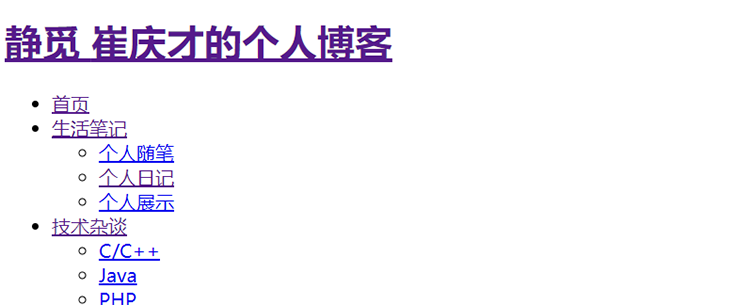 静觅 崔庆才的个人博客
首页
生活笔记
个人随笔
个人日记
个人展示
技术杂谈
C/C++
Java
PHP